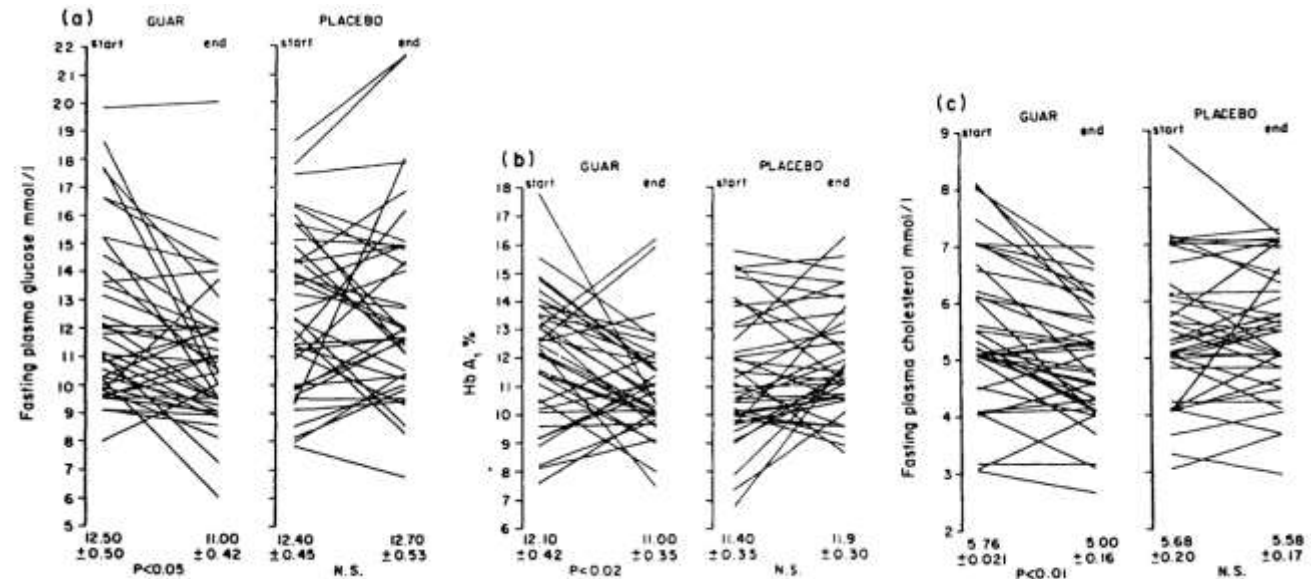 (a)
GUAR
PLACEBO
start
end
start
end
Fasting plasma glucose mmol/l
22
21
20
19
18
17
16
15
14
13
12
11
10
9
8
7
6
5
12.50
±0.50
11.00
±0.42
P<0.05
12.40
±0.45
12.70
±0.53
N.S.
(b)
GUAR
PLACEBO
start
end
start
end
Hb A₁ %
18
17
16
15
14
13
12
11
10
9
8
7
6
12.10
±0.42
11.00
±0.35
P<0.02
11.40
±0.33
11.9
±0.30
N.S.
(c)
GUAR
PLACEBO
start
end
start
end
Fasting plasma cholesterol mmol/l
9
8
7
6
5
4
3
2
5.76
±0.021
5.00
±0.16
P<0.01
5.68
±0.20
5.58
±0.17
N.S.